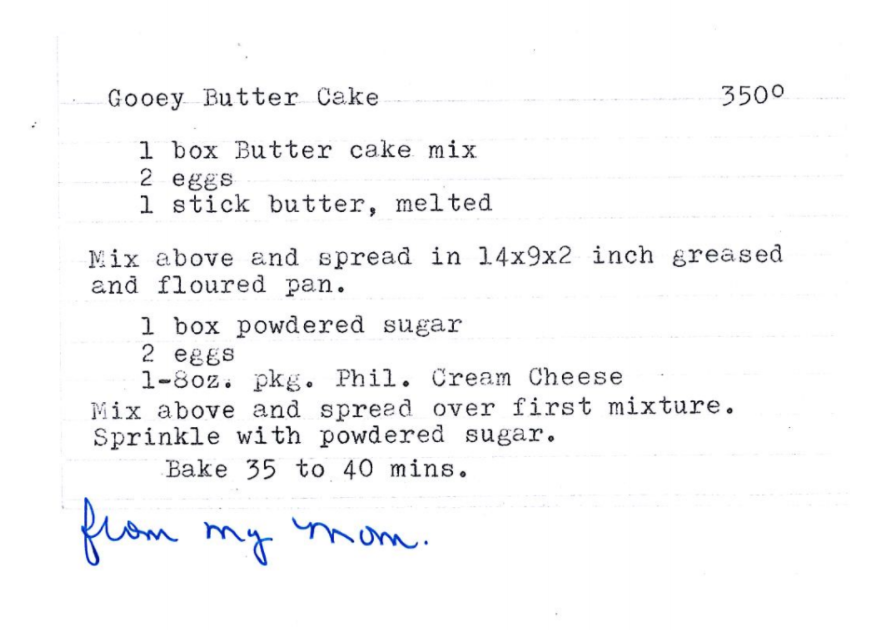 Gooey Butter Cake 350°
1 box Butter cake mix
2 eggs
1 stick butter, melted
Mix above and spread in 14x9x2 inch greased
and floured pan.
1 box powdered sugar
2 eggs
1-8oz. pkg. Phil. Cream Cheese
Mix above and spread over first mixture.
Sprinkle with powdered sugar.
Bake 35 to 40 mins.
from my mom.